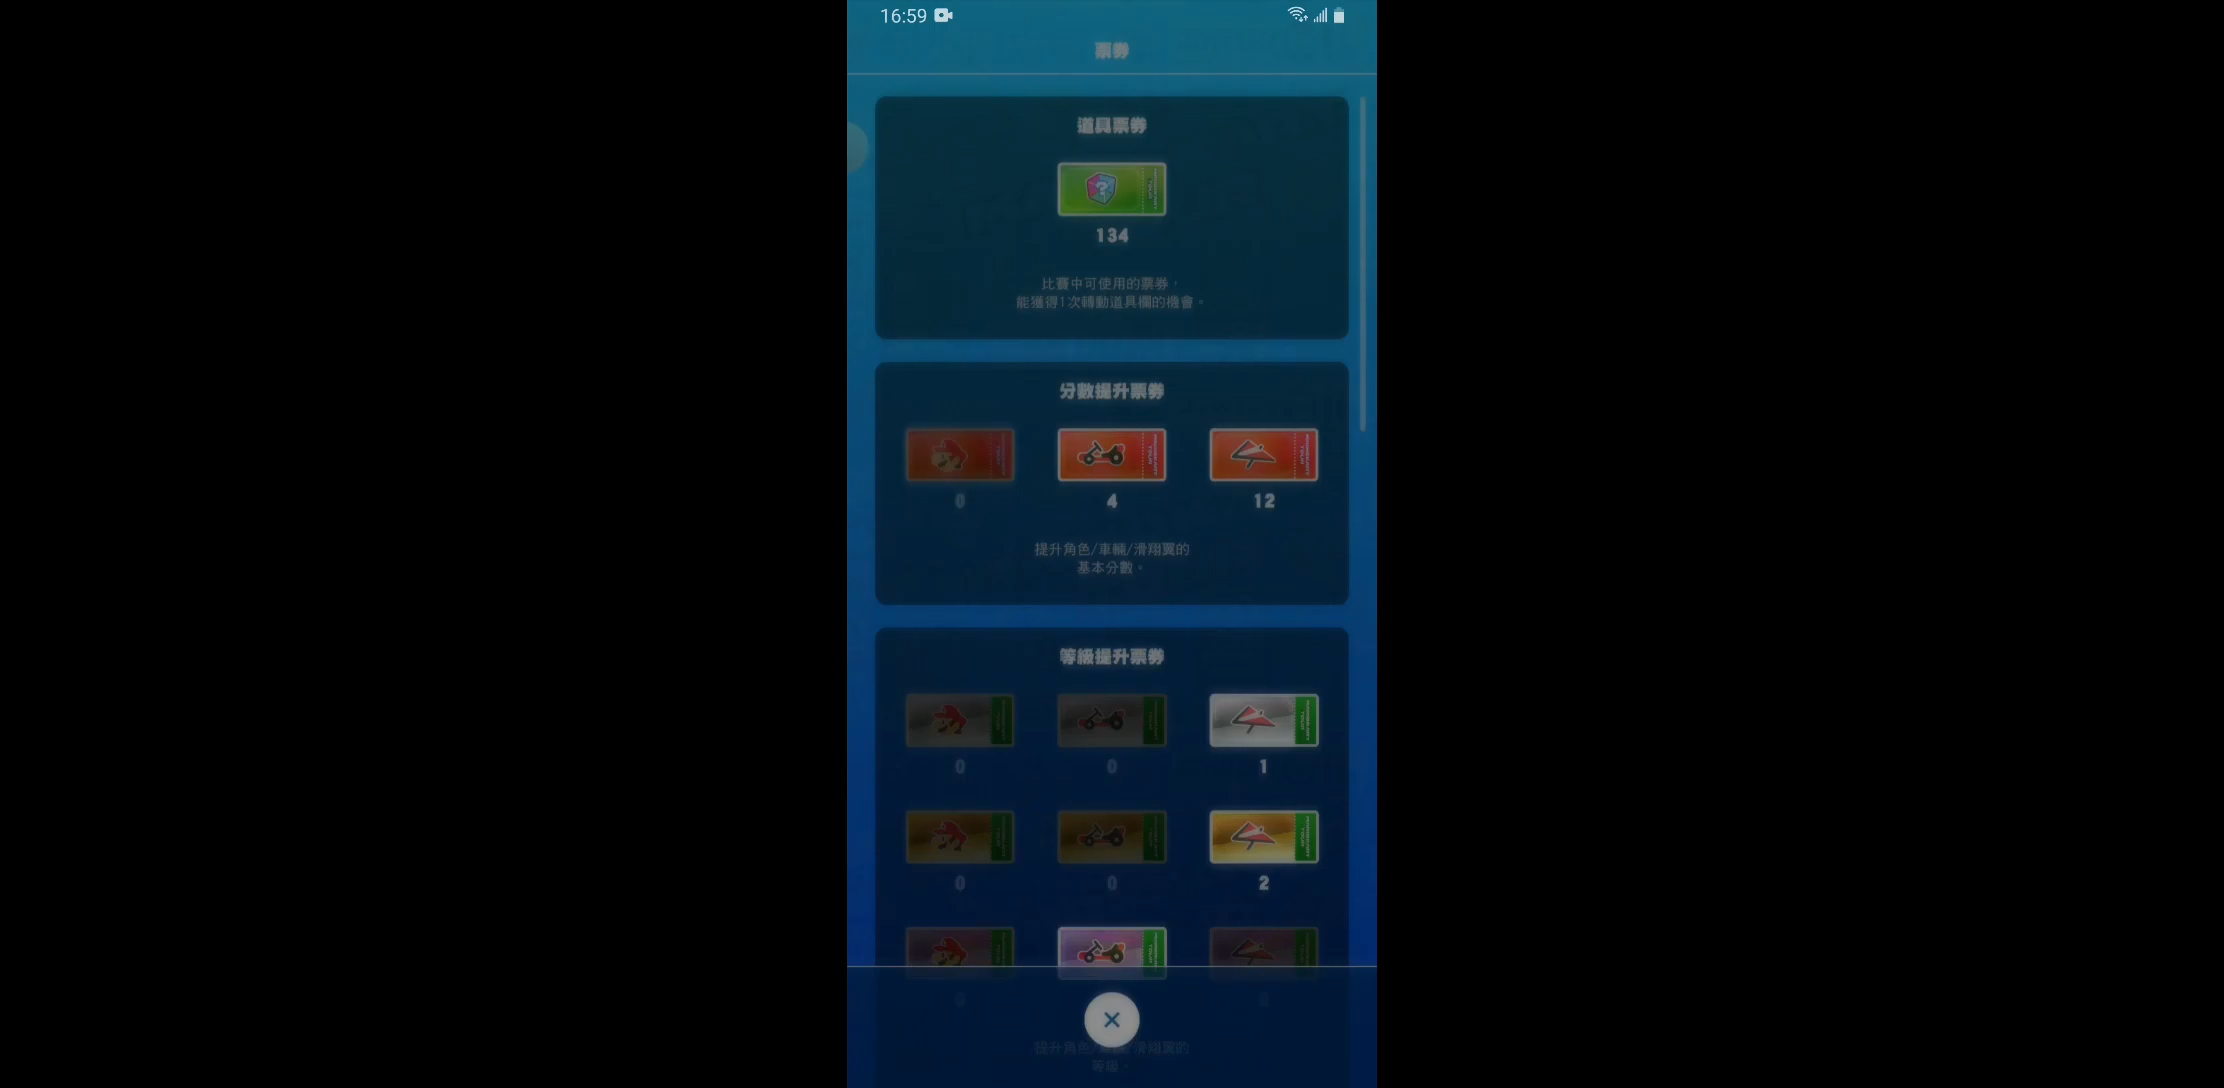 16:59
票券
道具票券
134
比賽中可使用的票券，
能獲得1次轉動道具欄的機會。
分數提升票券
0 4 12
提升角色/車輛/滑翔翼的
基本分數。
等級提升票券
0 0 1
0 0 2
等級。